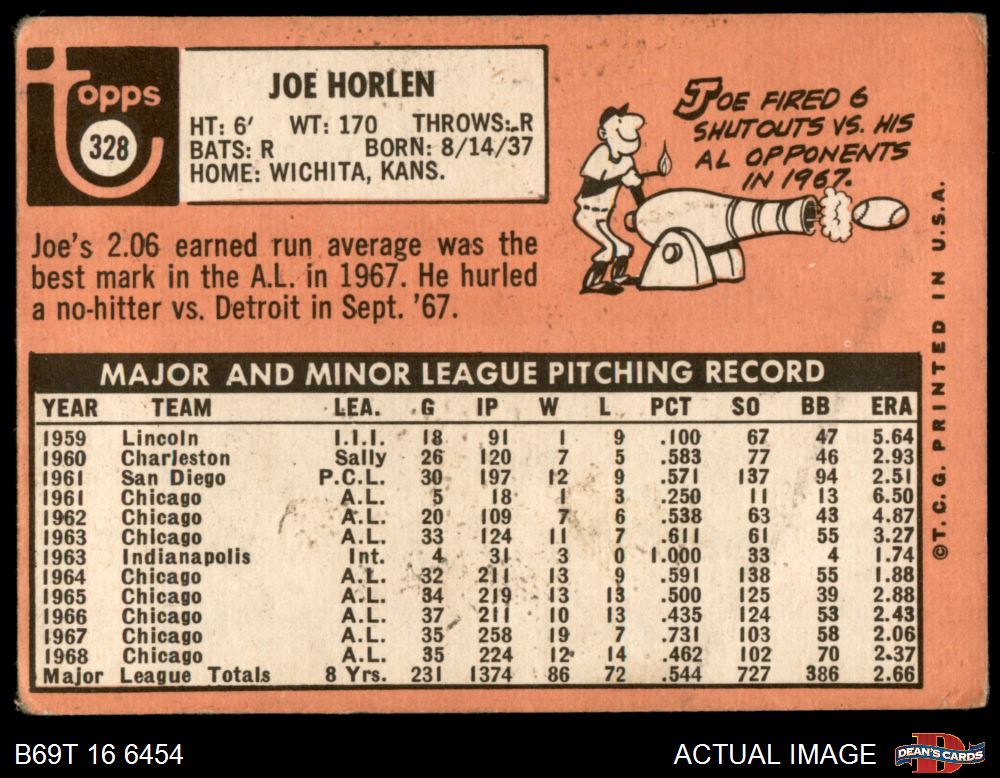 Topps
328
JOE HORLEN
HT: 6' WT: 170 THROWS: R
BATS: R BORN: 8/14/37
HOME: WICHITA, KANS.
JOE FIRED 6
SHUTOUTS VS. HIS
AL OPPONENTS
IN 1967.
Joe's 2.06 earned run average was the
best mark in the A.L. in 1967. He hurled
a no-hitter vs. Detroit in Sept. '67.
MAJOR AND MINOR LEAGUE PITCHING RECORD
YEAR TEAM LEA. G IP W L PCT SO BB ERA
1959 Lincoln I.I.I. 18 91 1 9 .100 67 47 5.64
1960 Charleston Sally 26 120 7 5 .583 77 46 2.93
1961 San Diego P.C.L. 30 197 12 9 .571 137 94 2.51
1961 Chicago A.L. 5 18 1 3 .250 11 13 6.50
1962 Chicago A.L. 20 109 7 6 .538 63 43 4.87
1963 Chicago A.L. 33 124 11 7 .611 61 55 3.27
1963 Indianapolis Int. 4 31 3 0 1.000 33 4 1.74
1964 Chicago A.L. 32 211 13 9 .591 138 55 1.88
1965 Chicago A.L. 34 219 13 13 .500 125 39 2.88
1966 Chicago A.L. 37 211 10 13 .435 124 53 2.43
1967 Chicago A.L. 35 258 19 7 .731 103 58 2.06
1968 Chicago A.L. 35 224 12 14 .462 102 70 2.37
Major League Totals 8 Yrs. 231 1374 86 72 .544 727 386 2.66
©T.C.G. PRINTED IN U.S.A.
B69T 16 6454
ACTUAL IMAGE
D
DEAN'S CARDS